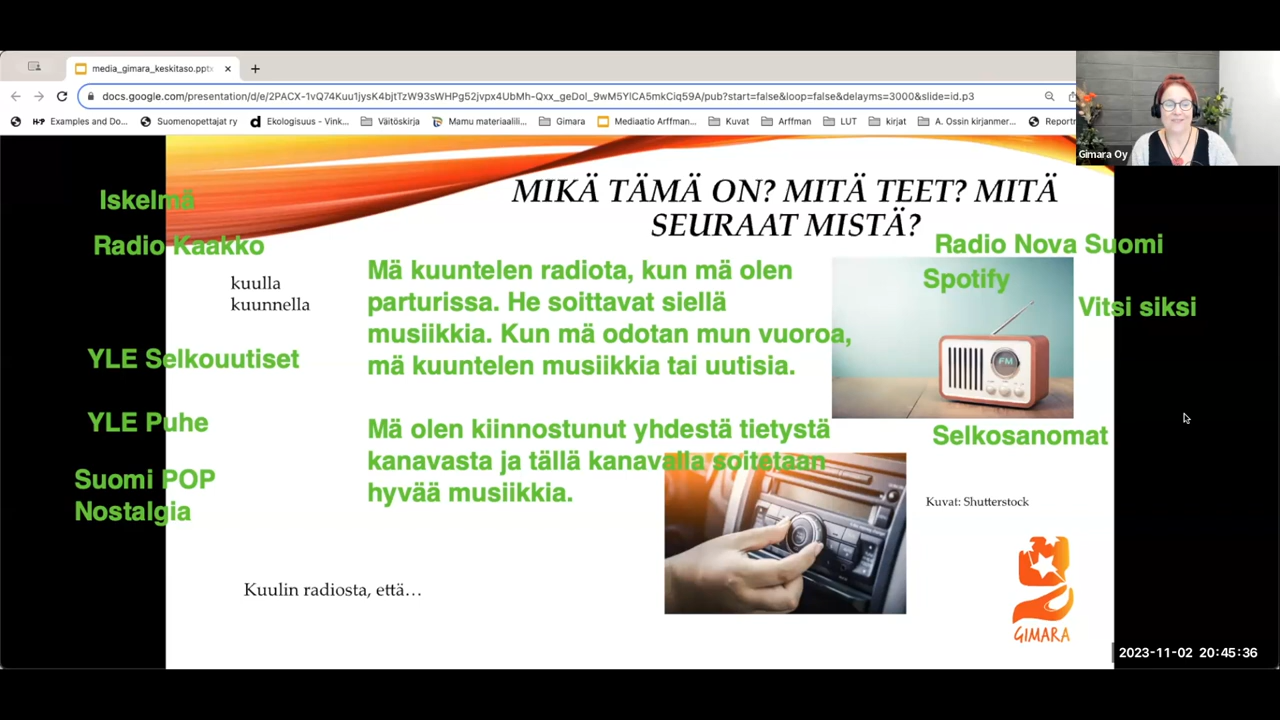 media_gimara_keskitaso.pptx
docs.google.com/presentation/d/e/2PACX-1vQ74Kuu1jysK4bjtTzW93sWHPg52jvpx4UbMh-Qxx_geDol_9wM5YlCA5mkCiq59A/pub?start=false&loop=false&delayms=3000&slide=id.p3
Examples and Do...
Suomenopettajat ry
Ekologisuus - Vink...
Väitöskirja
Mamu materiaalili...
Gimara
Mediaatio Arffman...
Kuvat
Arffman
LUT
kirjat
A. Ossin kirjanmer...
Reportr
Gimara Oy
MIKÄ TÄMÄ ON? MITÄ TEET? MITÄ
SEURAAT MISTÄ?
Iskelmä
Radio Kaakko
kuulla
kuunnella
YLE Selkouutiset
YLE Puhe
Suomi POP
Nostalgia
Mä kuuntelen radiota, kun mä olen
parturissa. He soittavat siellä
musiikkia. Kun mä odotan mun vuoroa,
mä kuuntelen musiikkia tai uutisia.
Mä olen kiinnostunut yhdestä tietystä
kanavasta ja tällä kanavalla soitetaan
hyvää musiikkia.
Radio Nova Suomi
Spotify
Vitsi siksi
FM
Selkosanomat
Kuvat: Shutterstock
Kuulin radiosta, että…
GIMARA
2023-11-02 20:45:36